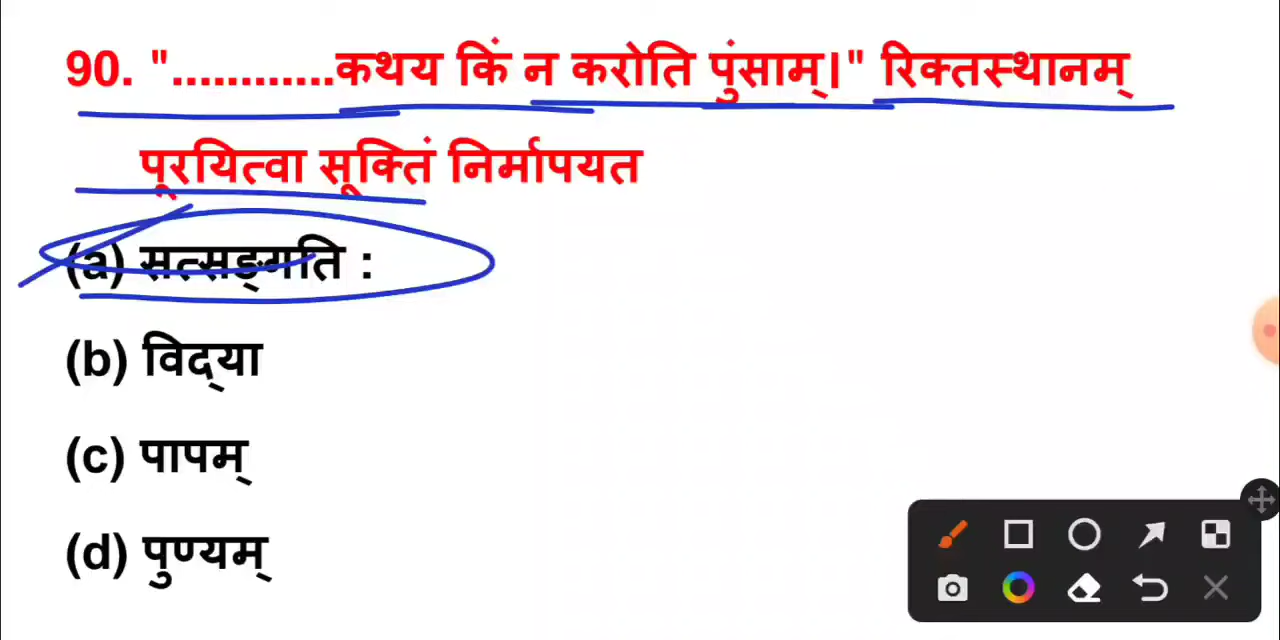 90. "............कथय किं न करोति पुंसाम्।" रिक्तस्थानम्
पूरयित्वा सूक्तिं निर्मापयत
(a) सत्सङ्गति :
(b) विद्‌या
(c) पापम्
(d) पुण्यम्